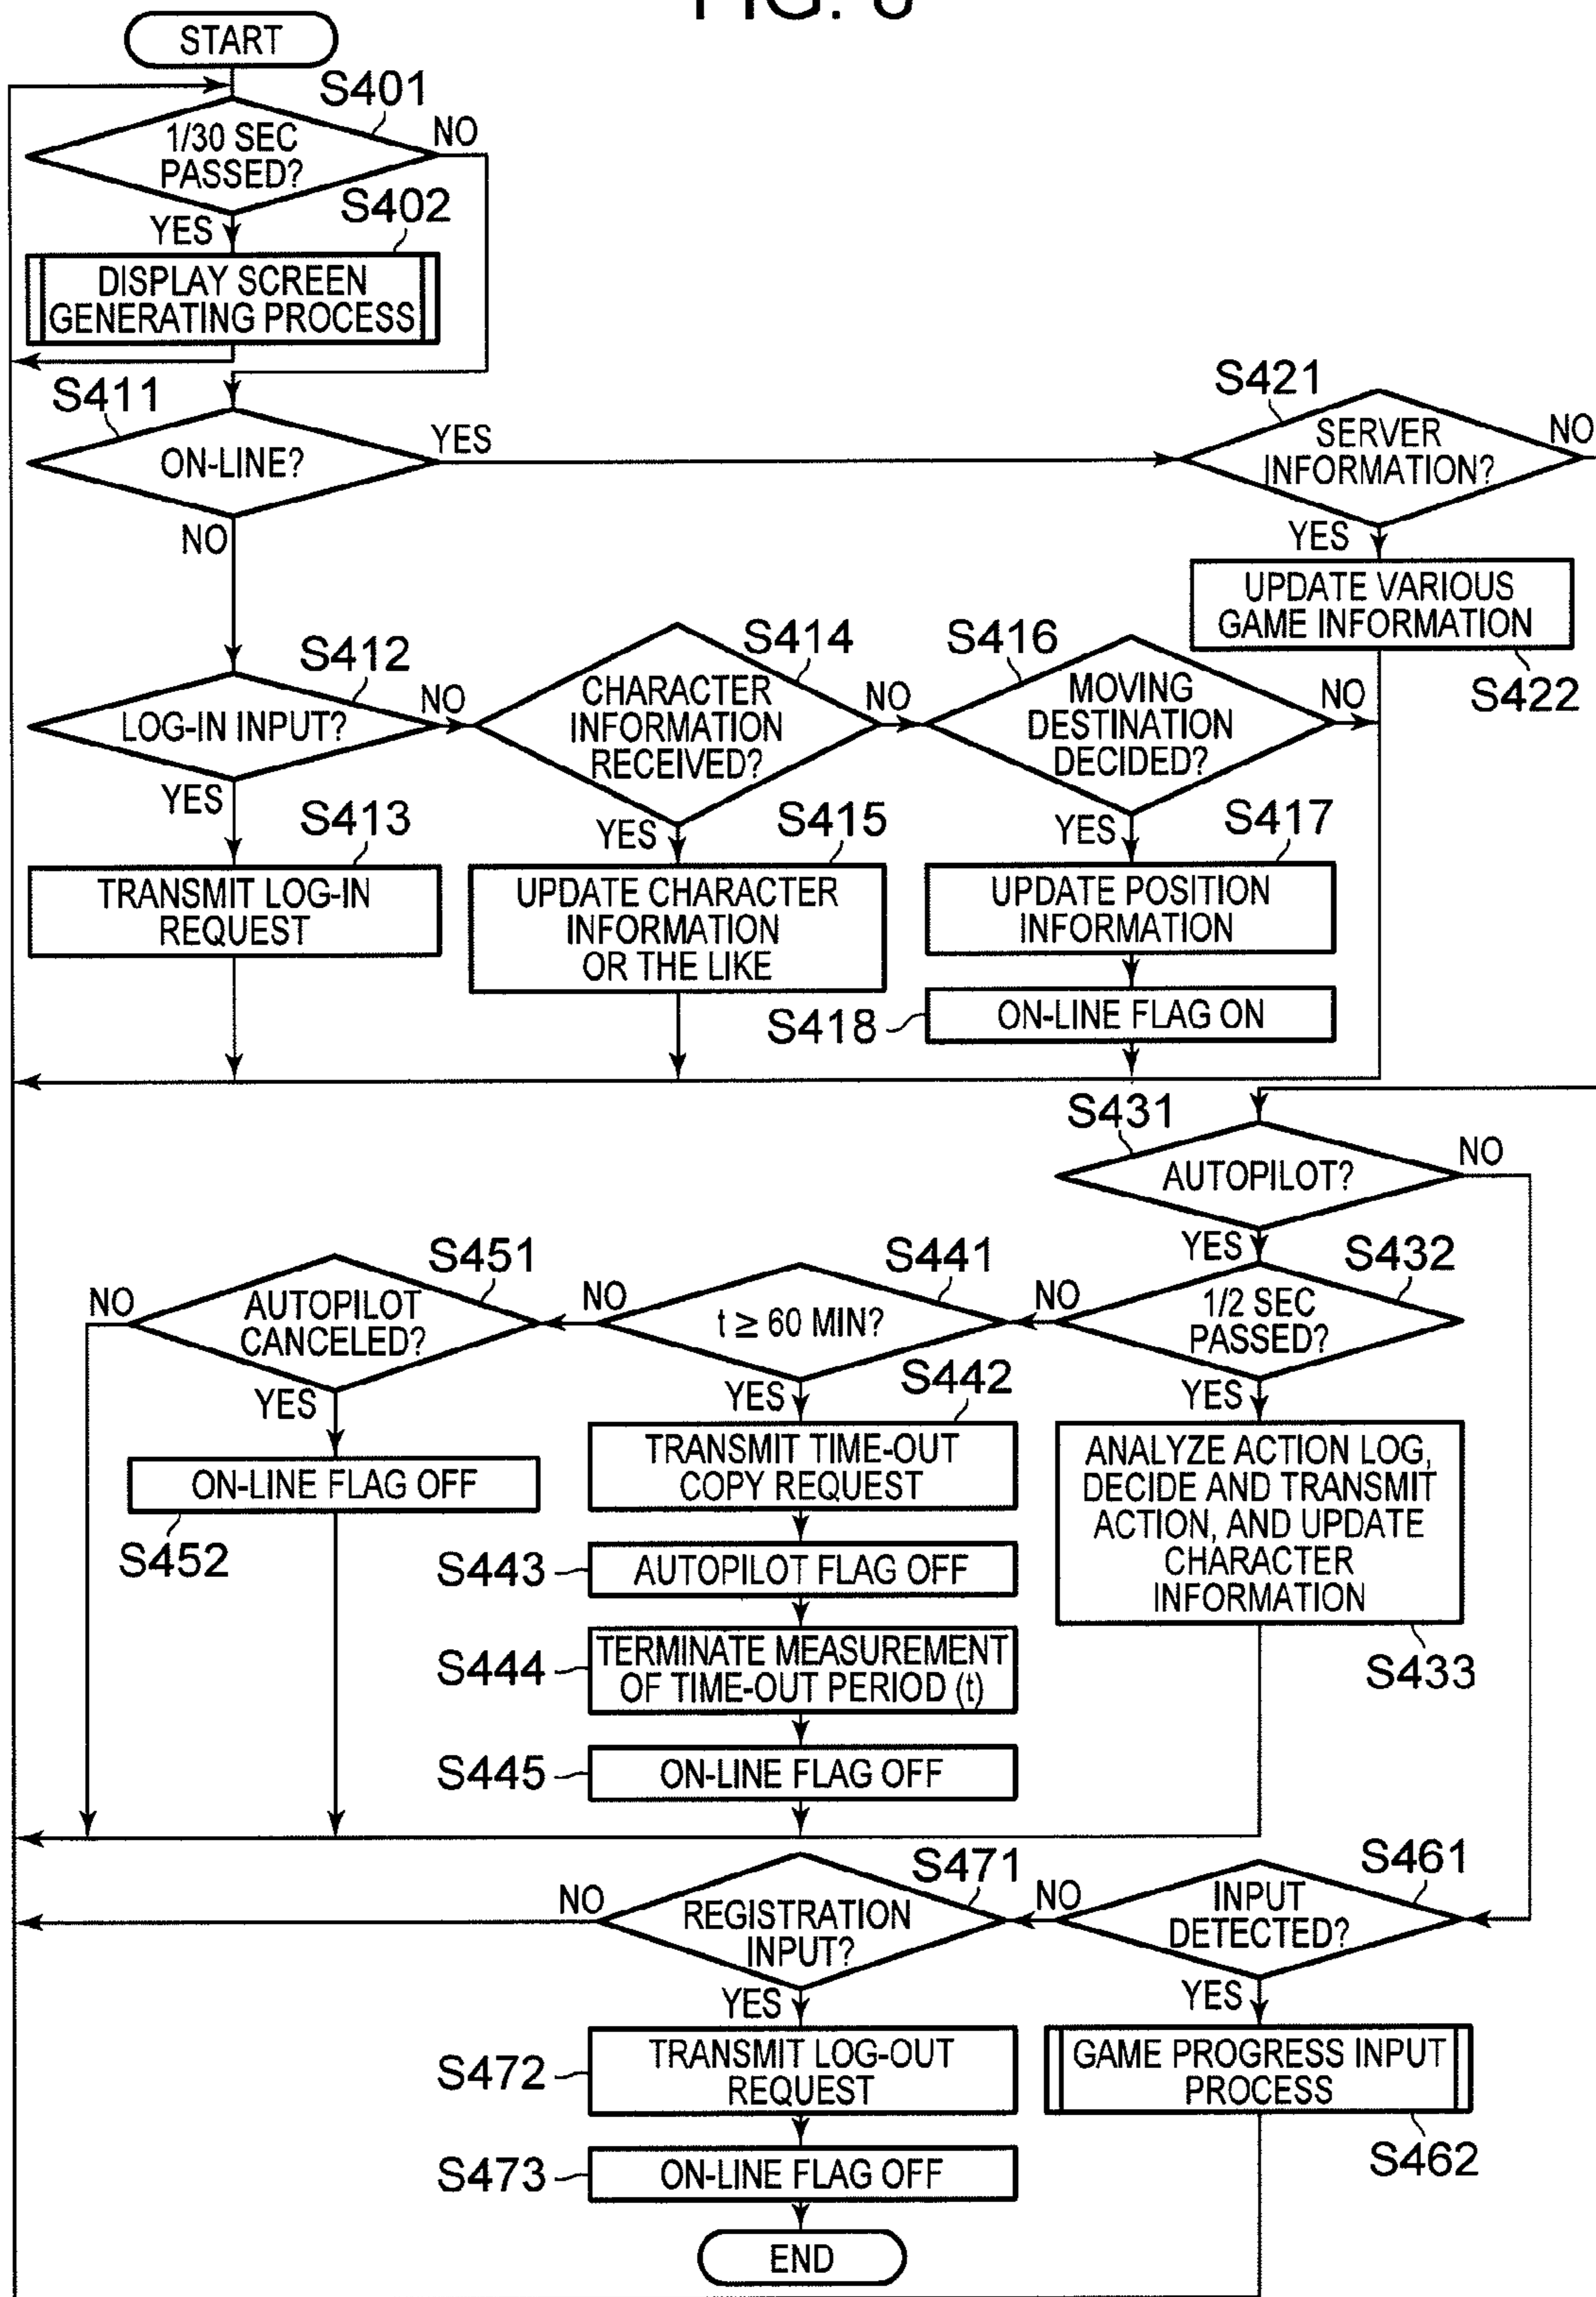 START
S401
1/30 SEC
PASSED?
NO
YES
S402
DISPLAY SCREEN
GENERATING PROCESS
S411
ON-LINE?
YES
NO
S421
SERVER
INFORMATION?
NO
YES
UPDATE VARIOUS
GAME INFORMATION
S422
S412
LOG-IN INPUT?
NO
YES
S413
TRANSMIT LOG-IN
REQUEST
S414
CHARACTER
INFORMATION
RECEIVED?
NO
YES
S415
UPDATE CHARACTER
INFORMATION
OR THE LIKE
S416
MOVING
DESTINATION
DECIDED?
NO
YES
S417
UPDATE POSITION
INFORMATION
S418
ON-LINE FLAG ON
S431
AUTOPILOT?
NO
YES
S432
1/2 SEC
PASSED?
NO
YES
ANALYZE ACTION LOG,
DECIDE AND TRANSMIT
ACTION, AND UPDATE
CHARACTER
INFORMATION
S433
S441
t ≥ 60 MIN?
NO
YES
S442
TRANSMIT TIME-OUT
COPY REQUEST
S443
AUTOPILOT FLAG OFF
S444
TERMINATE MEASUREMENT
OF TIME-OUT PERIOD (t)
S445
ON-LINE FLAG OFF
S451
AUTOPILOT
CANCELED?
NO
YES
ON-LINE FLAG OFF
S452
S461
INPUT
DETECTED?
NO
YES
GAME PROGRESS INPUT
PROCESS
S462
S471
REGISTRATION
INPUT?
NO
YES
S472
TRANSMIT LOG-OUT
REQUEST
S473
ON-LINE FLAG OFF
END